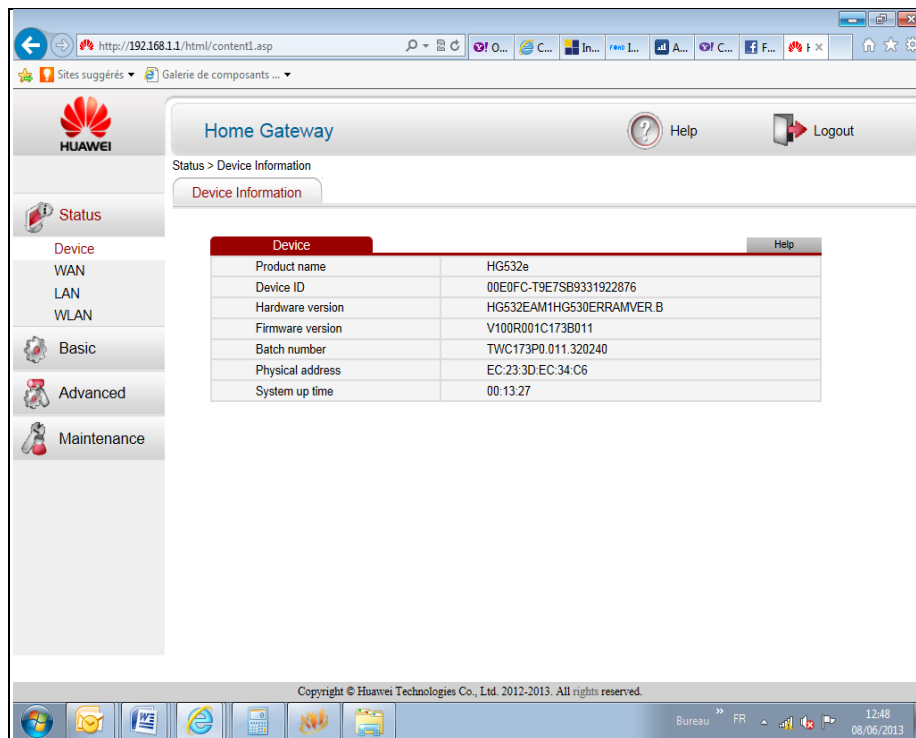 http://192.168.1.1/html/content1.asp
O...
C...
In...
I...
A...
C...
F...
Sites suggérés
Galerie de composants ...
HUAWEI
Home Gateway
Help
Logout
Status > Device Information
Device Information
Status
Device
WAN
LAN
WLAN
Basic
Advanced
Maintenance
Device
Help
Product name HG532e
Device ID 00E0FC-T9E7SB9331922876
Hardware version HG532EAM1HG530ERRAMVER.B
Firmware version V100R001C173B011
Batch number TWC173P0.011.320240
Physical address EC:23:3D:EC:34:C6
System up time 00:13:27
Copyright © Huawei Technologies Co., Ltd. 2012-2013. All rights reserved.
Bureau
FR
12:48
08/06/2013